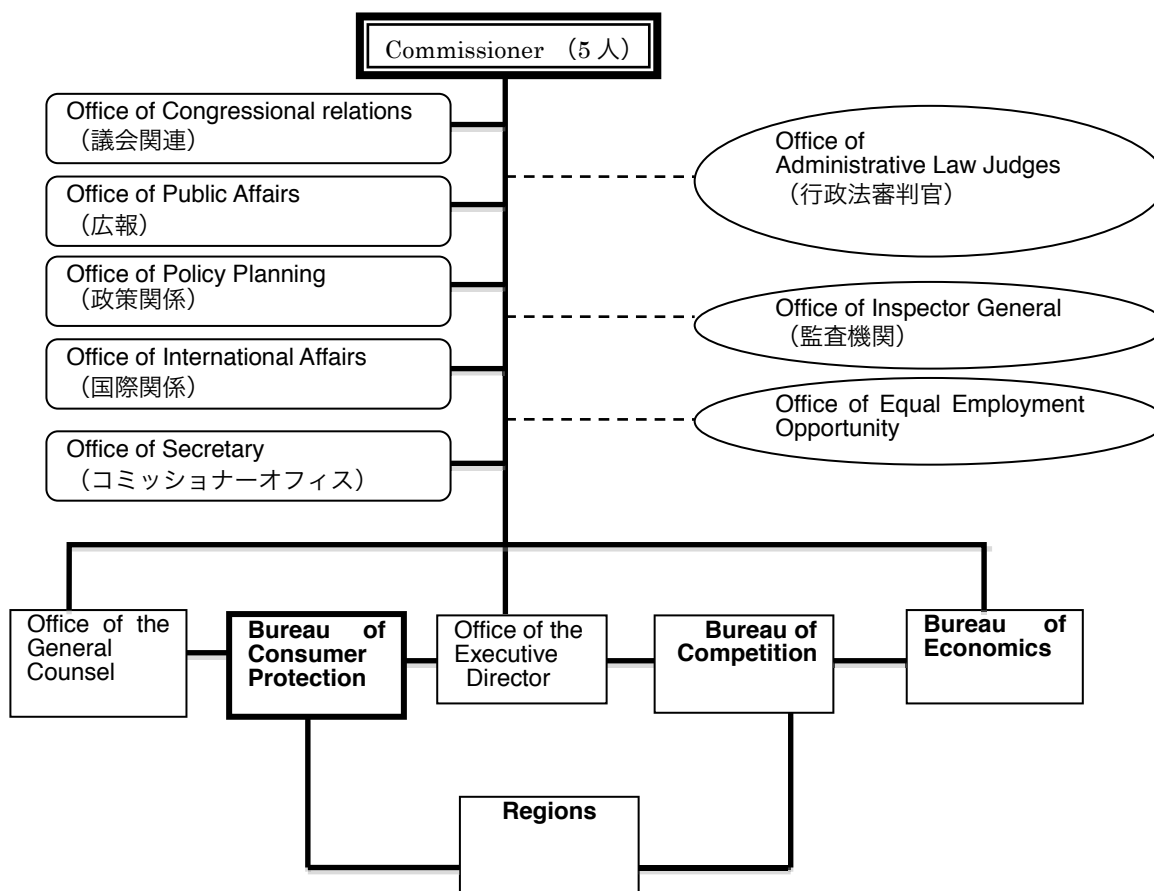 Commissioner （5 人）
Office of Congressional relations
（議会関連）
Office of Public Affairs
（広報）
Office of Policy Planning
（政策関係）
Office of International Affairs
（国際関係）
Office of Secretary
（コミッショナーオフィス）
Office of
Administrative Law Judges
（行政法審判官）
Office of Inspector General
（監査機関）
Office of Equal Employment
Opportunity
Office of the
General
Counsel
Bureau of
Consumer
Protection
Office of the
Executive
Director
Bureau of
Competition
Bureau of
Economics
Regions